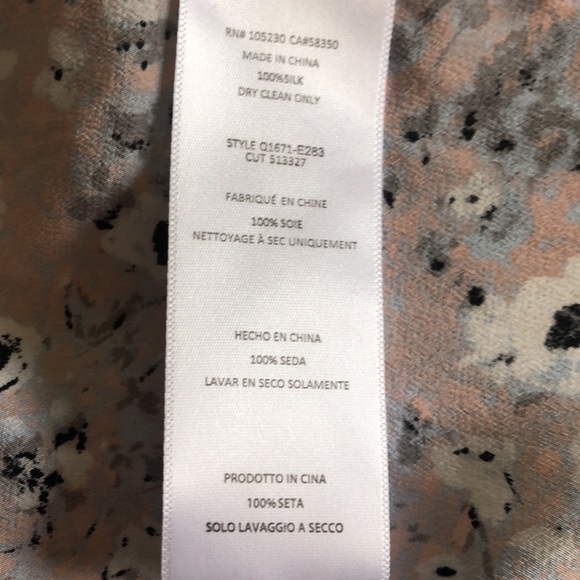 RN# 105230 CA#58350
MADE IN CHINA
100%SILK
DRY CLEAN ONLY
STYLE Q1671-E283
CUT 513327
FABRIQUÉ EN CHINE
100% SOIE
NETTOYAGE À SEC UNIQUEMENT
HECHO EN CHINA
100% SEDA
LAVAR EN SECO SOLAMENTE
PRODOTTO IN CINA
100%SETA
SOLO LAVAGGIO A SECCO